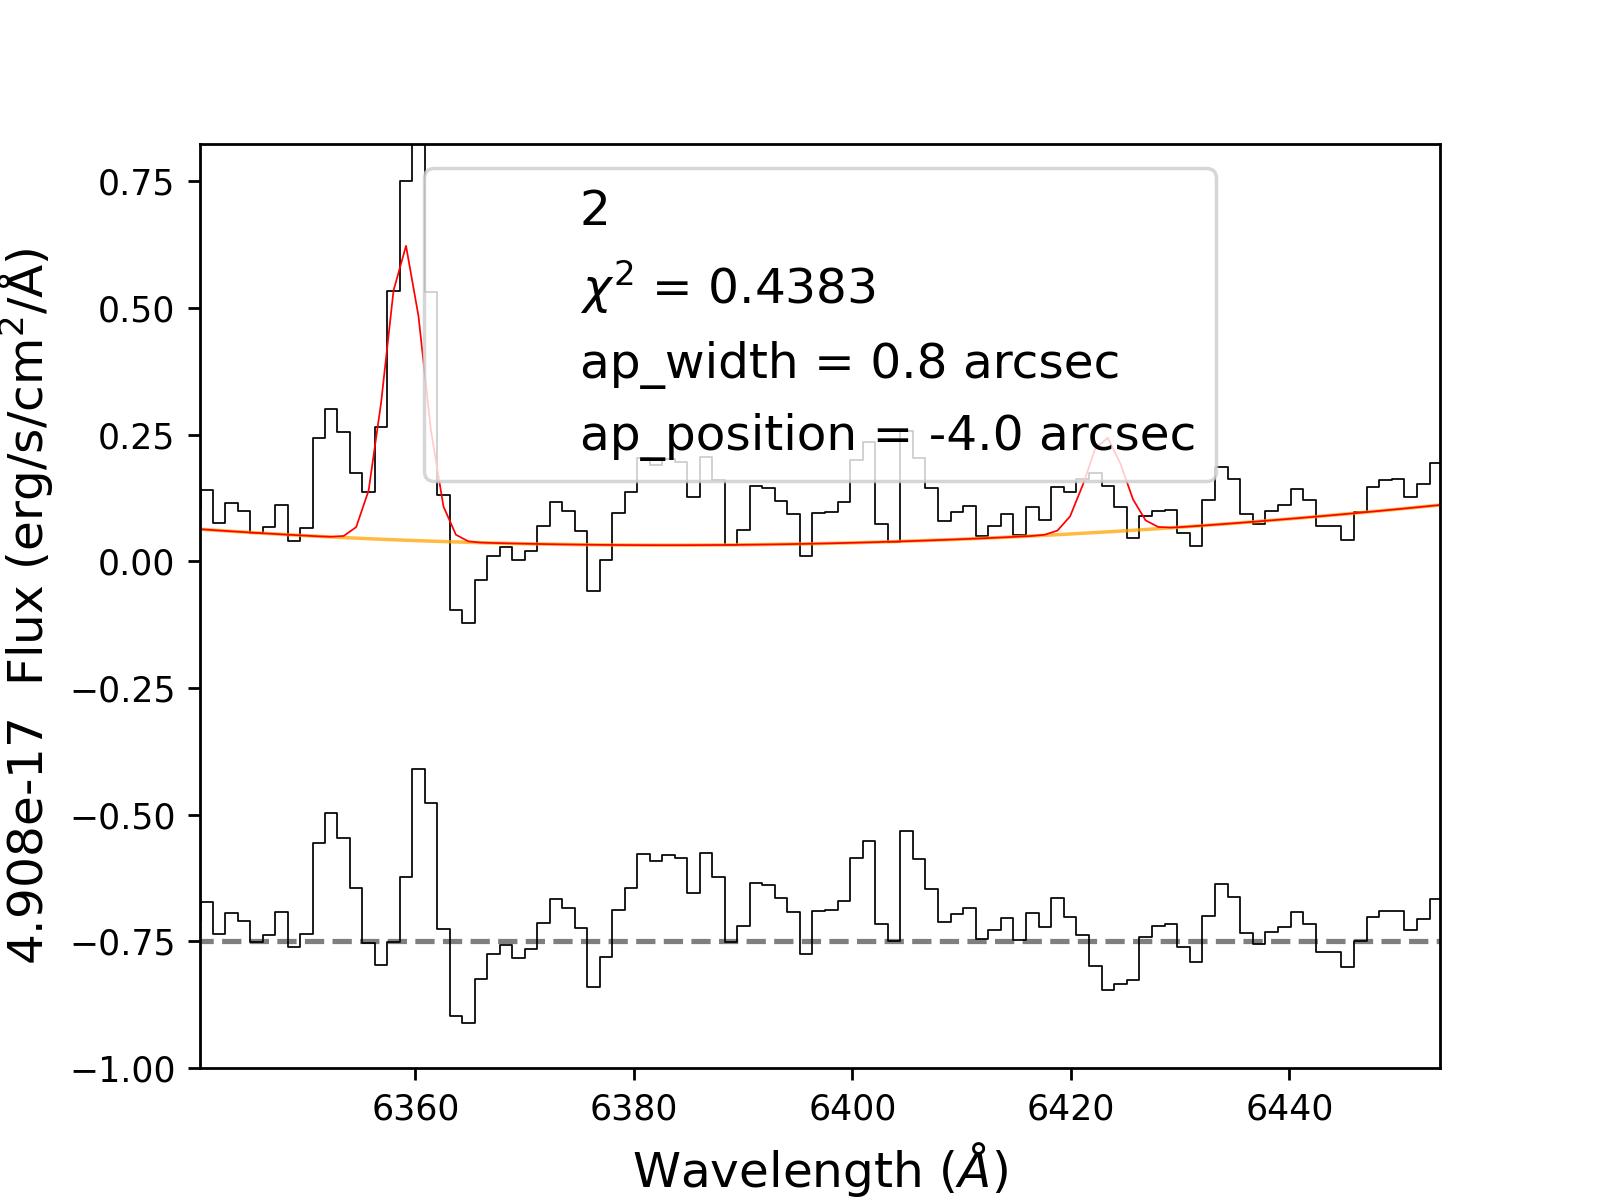 2
χ² = 0.4383
ap_width = 0.8 arcsec
ap_position = -4.0 arcsec
4.908e-17 Flux (erg/s/cm²/Å)
0.75
0.50
0.25
0.00
−0.25
−0.50
−0.75
−1.00
6360 6380 6400 6420 6440
Wavelength (Å)